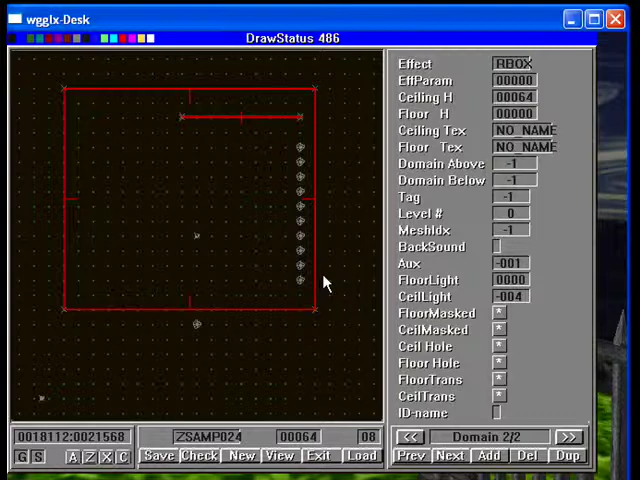 wgglx-Desk
DrawStatus 486
Effect RBOX
EffParam 00000
Ceiling H 00064
Floor H 00000
Ceiling Tex NO_NAME
Floor Tex NO_NAME
Domain Above -1
Domain Below -1
Tag -1
Level # 0
MeshIdx -1
BackSound
Aux -001
FloorLight 0000
CeilLight -004
FloorMasked *
CeilMasked *
Ceil Hole *
Floor Hole *
FloorTrans *
CeilTrans *
ID-name
0018112:0021568 ZSAMP024 00064 08 << Domain 2/2 >>
G S A Z X C Save Check New View Exit Load Prev Next Add Del Dup